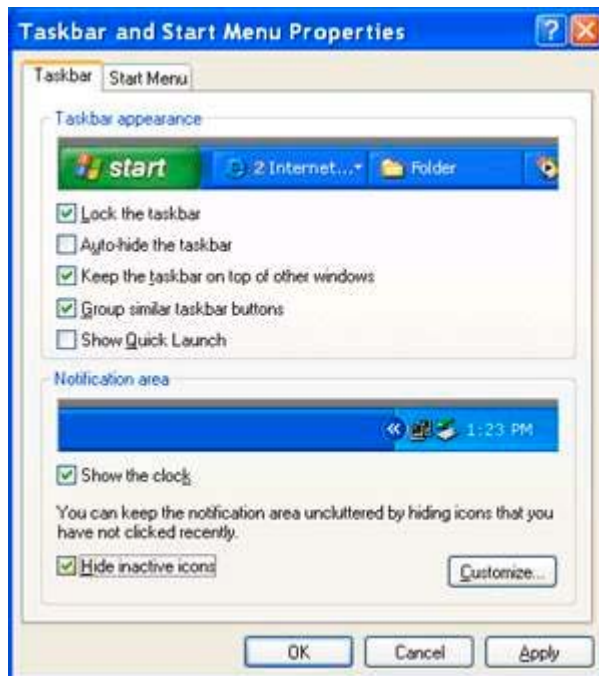 Taskbar and Start Menu Properties
Taskbar Start Menu
Taskbar appearance
start 2 Internet... Folder
Lock the taskbar
Auto-hide the taskbar
Keep the taskbar on top of other windows
Group similar taskbar buttons
Show Quick Launch
Notification area
1:23 PM
Show the clock
You can keep the notification area uncluttered by hiding icons that you
have not clicked recently.
Hide inactive icons Customize...
OK Cancel Apply